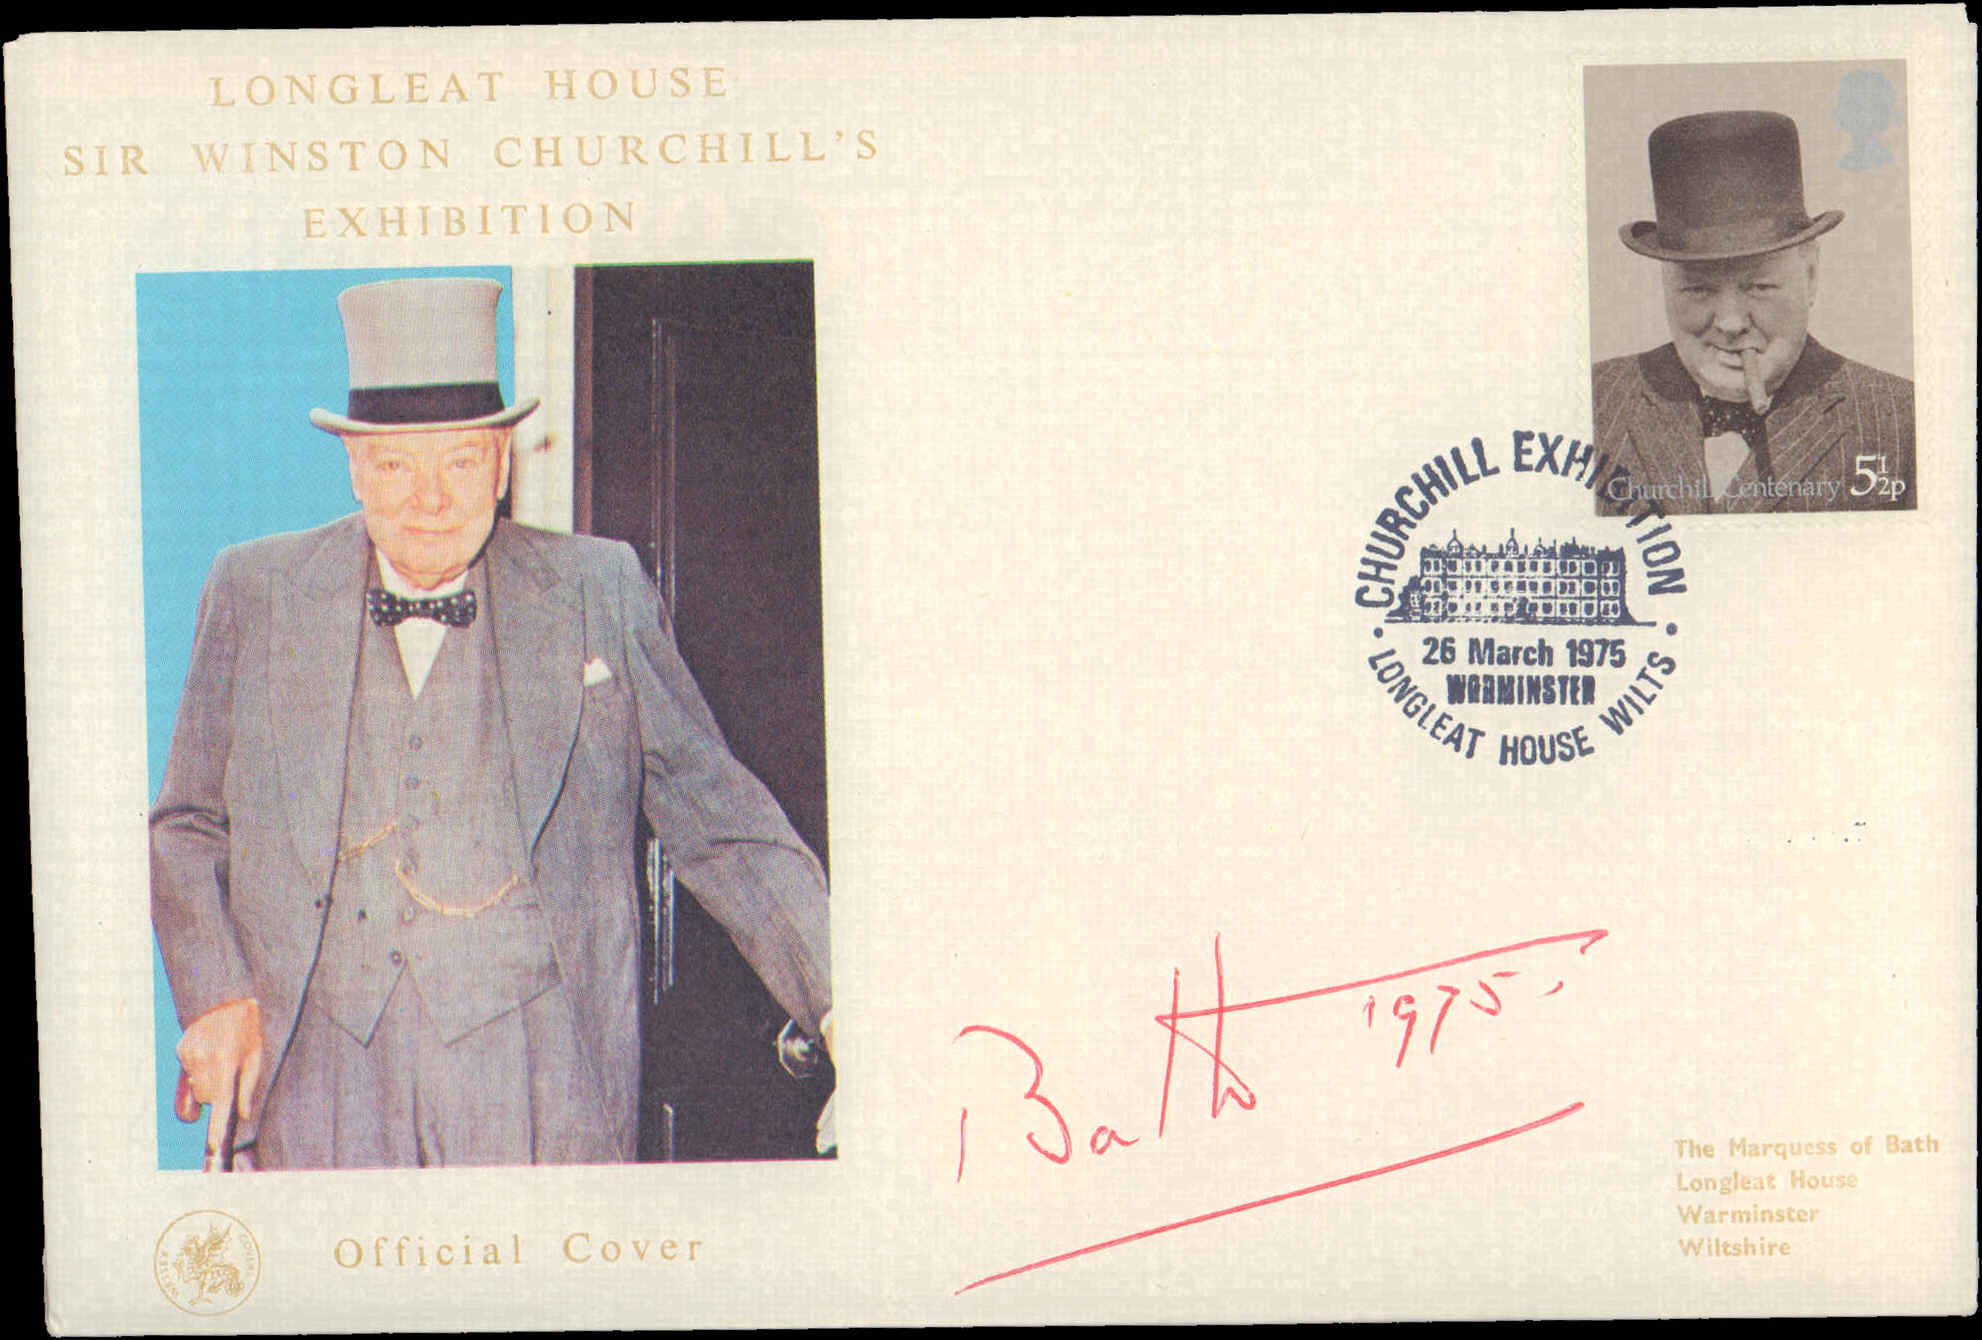 LONGLEAT HOUSE
SIR WINSTON CHURCHILL'S
EXHIBITION
Churchill Centenary 5½p
CHURCHILL EXHIBITION
26 March 1975
WARMINSTER
• LONGLEAT HOUSE WILTS •
Bath 1975.
The Marquess of Bath
Longleat House
Warminster
Wiltshire
Official Cover